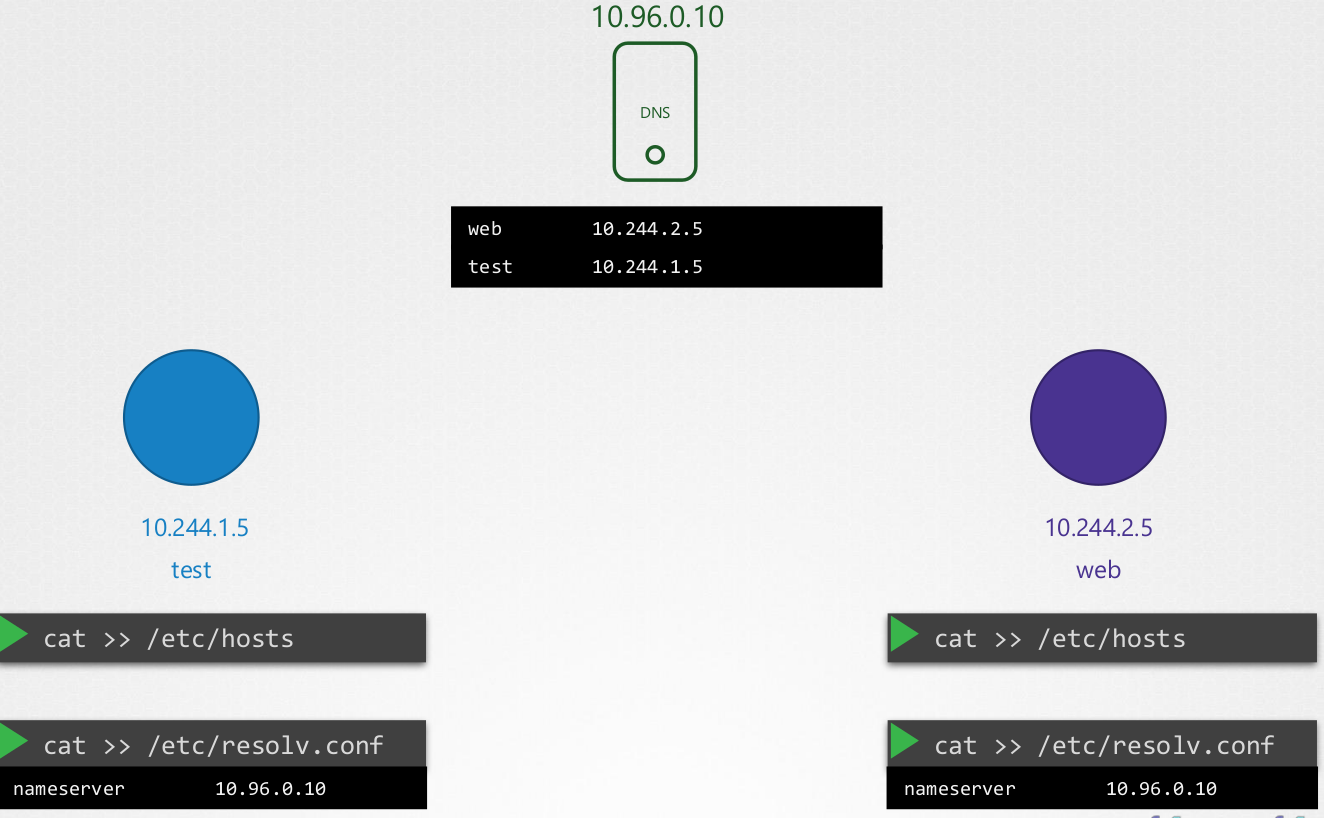 10.96.0.10
DNS
web 10.244.2.5
test 10.244.1.5
10.244.1.5
test
10.244.2.5
web
cat >> /etc/hosts
cat >> /etc/hosts
cat >> /etc/resolv.conf
nameserver 10.96.0.10
cat >> /etc/resolv.conf
nameserver 10.96.0.10